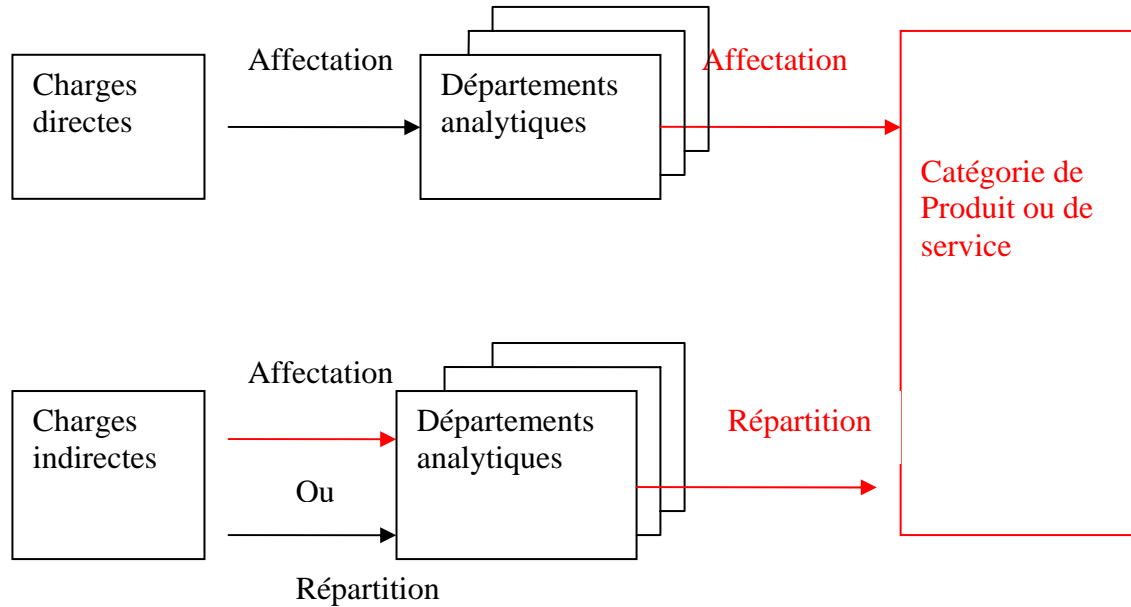 Affectation
Affectation
Charges
directes
Départements
analytiques
Catégorie de
Produit ou de
service
Affectation
Charges
indirectes
Départements
analytiques
Répartition
Ou
Répartition